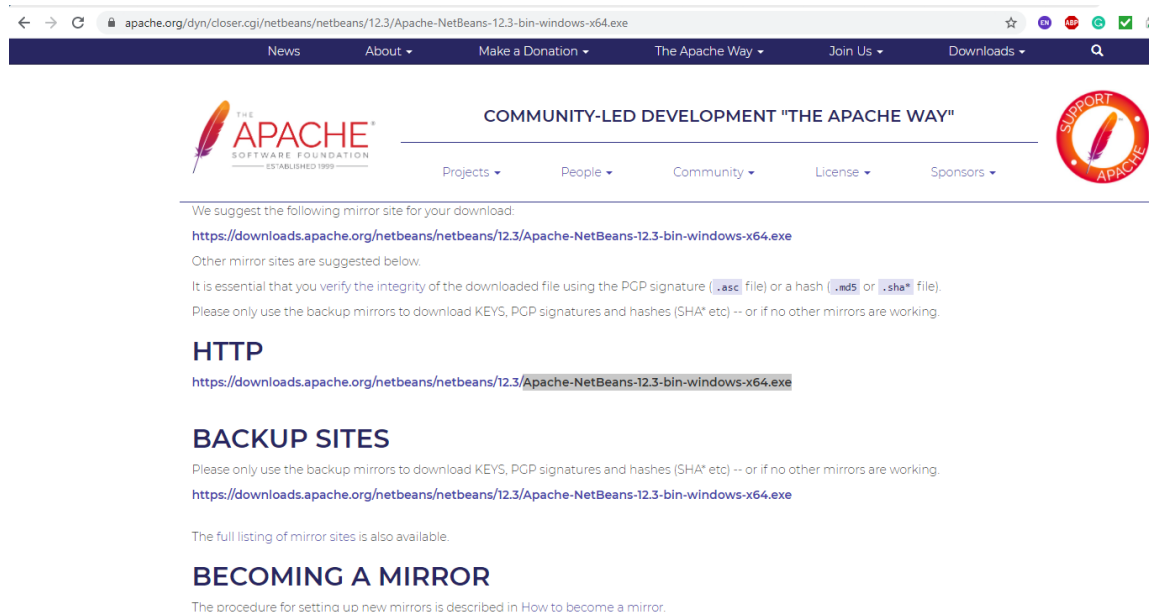 apache.org/dyn/closer.cgi/netbeans/netbeans/12.3/Apache-NetBeans-12.3-bin-windows-x64.exe
EN ABP G
News About Make a Donation The Apache Way Join Us Downloads
THE
APACHE®
SOFTWARE FOUNDATION
ESTABLISHED 1999
COMMUNITY-LED DEVELOPMENT "THE APACHE WAY"
SUPPORT
APACHE
Projects People Community License Sponsors
We suggest the following mirror site for your download:
https://downloads.apache.org/netbeans/netbeans/12.3/Apache-NetBeans-12.3-bin-windows-x64.exe
Other mirror sites are suggested below.
It is essential that you verify the integrity of the downloaded file using the PGP signature (.asc file) or a hash (.md5 or .sha* file).
Please only use the backup mirrors to download KEYS, PGP signatures and hashes (SHA* etc) -- or if no other mirrors are working.
HTTP
https://downloads.apache.org/netbeans/netbeans/12.3/Apache-NetBeans-12.3-bin-windows-x64.exe
BACKUP SITES
Please only use the backup mirrors to download KEYS, PGP signatures and hashes (SHA* etc) -- or if no other mirrors are working.
https://downloads.apache.org/netbeans/netbeans/12.3/Apache-NetBeans-12.3-bin-windows-x64.exe
The full listing of mirror sites is also available.
BECOMING A MIRROR
The procedure for setting up new mirrors is described in How to become a mirror.